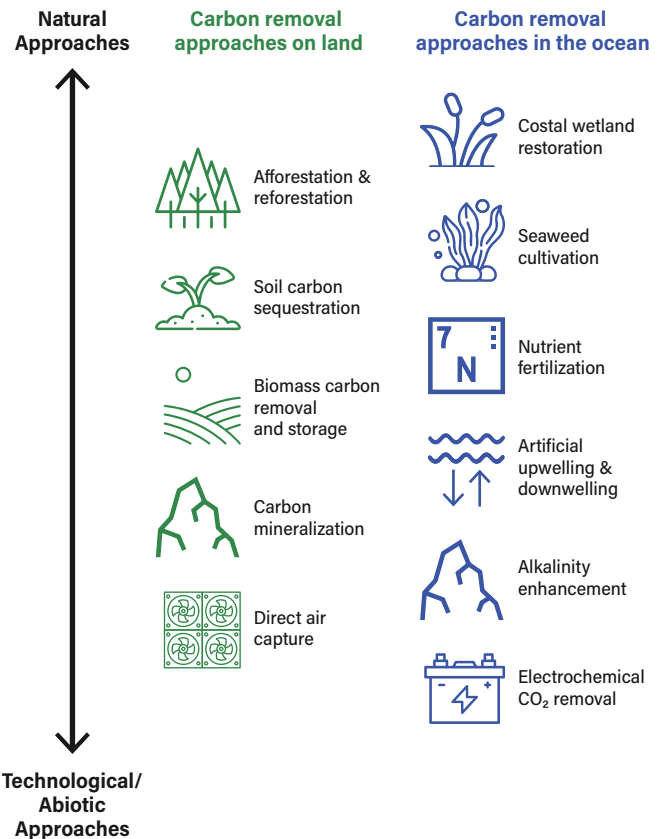 Natural
Approaches
Carbon removal
approaches on land
Carbon removal
approaches in the ocean
Afforestation &
reforestation
Soil carbon
sequestration
Biomass carbon
removal
and storage
Carbon
mineralization
Direct air
capture
Costal wetland
restoration
Seaweed
cultivation
7
N
Nutrient
fertilization
Artificial
upwelling &
downwelling
Alkalinity
enhancement
- +
Electrochemical
CO₂ removal
Technological/
Abiotic
Approaches